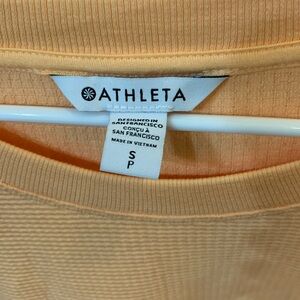 ATHLETA
DESIGNED IN
SAN FRANCISCO
CONÇU À
SAN FRANCISCO
MADE IN VIETNAM
S
P